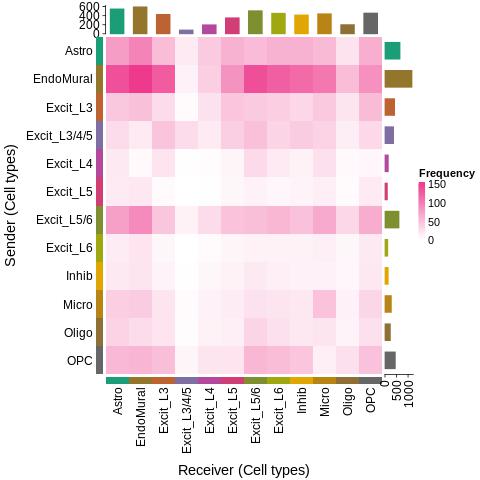 600
400
200
0
Astro
EndoMural
Excit_L3
Excit_L3/4/5
Excit_L4
Excit_L5
Excit_L5/6
Excit_L6
Inhib
Micro
Oligo
OPC
Sender (Cell types)
Frequency
150
100
50
0
0
500
1000
Astro
EndoMural
Excit_L3
Excit_L3/4/5
Excit_L4
Excit_L5
Excit_L5/6
Excit_L6
Inhib
Micro
Oligo
OPC
Receiver (Cell types)